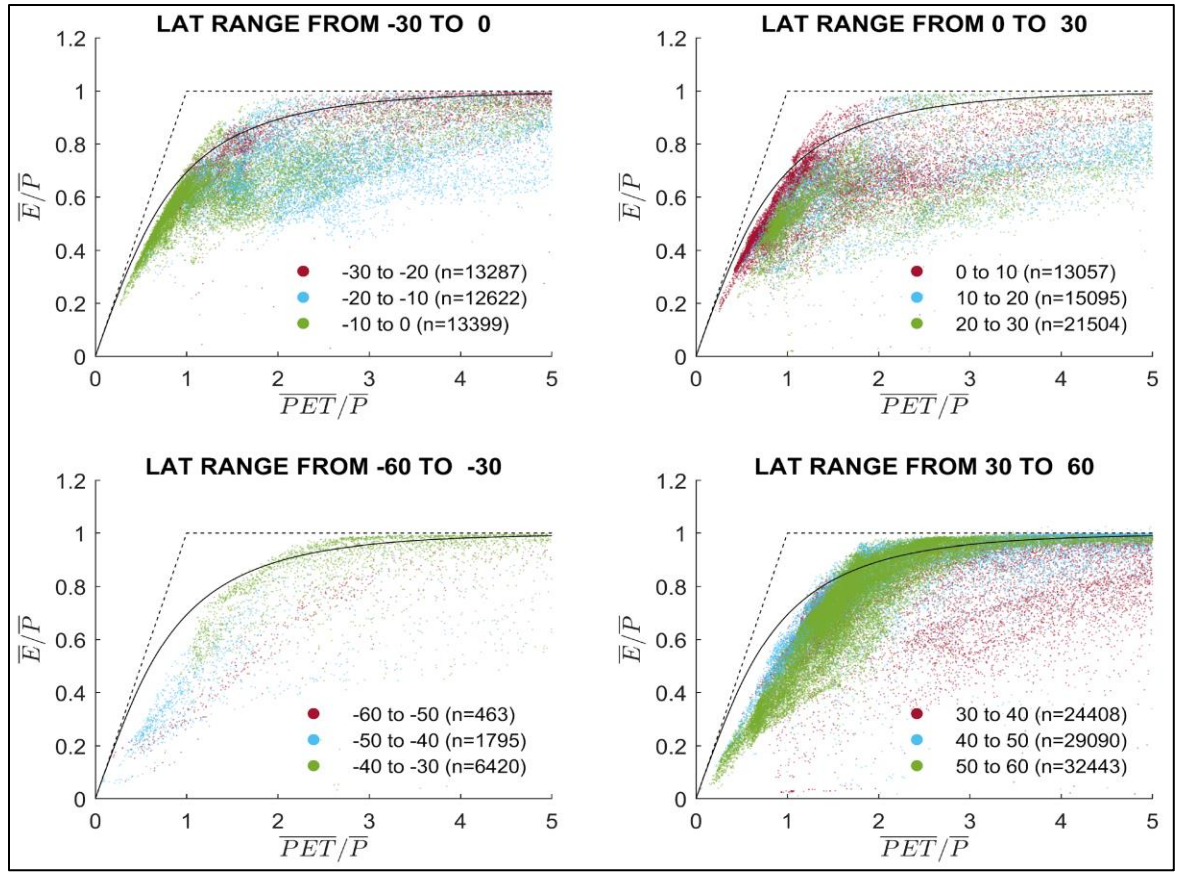 LAT RANGE FROM -30 TO 0
1.2
1
0.8
0.6
0.4
0.2
0
E/P
-30 to -20 (n=13287)
-20 to -10 (n=12622)
-10 to 0 (n=13399)
0 1 2 3 4 5
PET/P
LAT RANGE FROM 0 TO 30
1.2
1
0.8
0.6
0.4
0.2
0
E/P
0 to 10 (n=13057)
10 to 20 (n=15095)
20 to 30 (n=21504)
0 1 2 3 4 5
PET/P
LAT RANGE FROM -60 TO -30
1.2
1
0.8
0.6
0.4
0.2
0
E/P
-60 to -50 (n=463)
-50 to -40 (n=1795)
-40 to -30 (n=6420)
0 1 2 3 4 5
PET/P
LAT RANGE FROM 30 TO 60
1.2
1
0.8
0.6
0.4
0.2
0
E/P
30 to 40 (n=24408)
40 to 50 (n=29090)
50 to 60 (n=32443)
0 1 2 3 4 5
PET/P